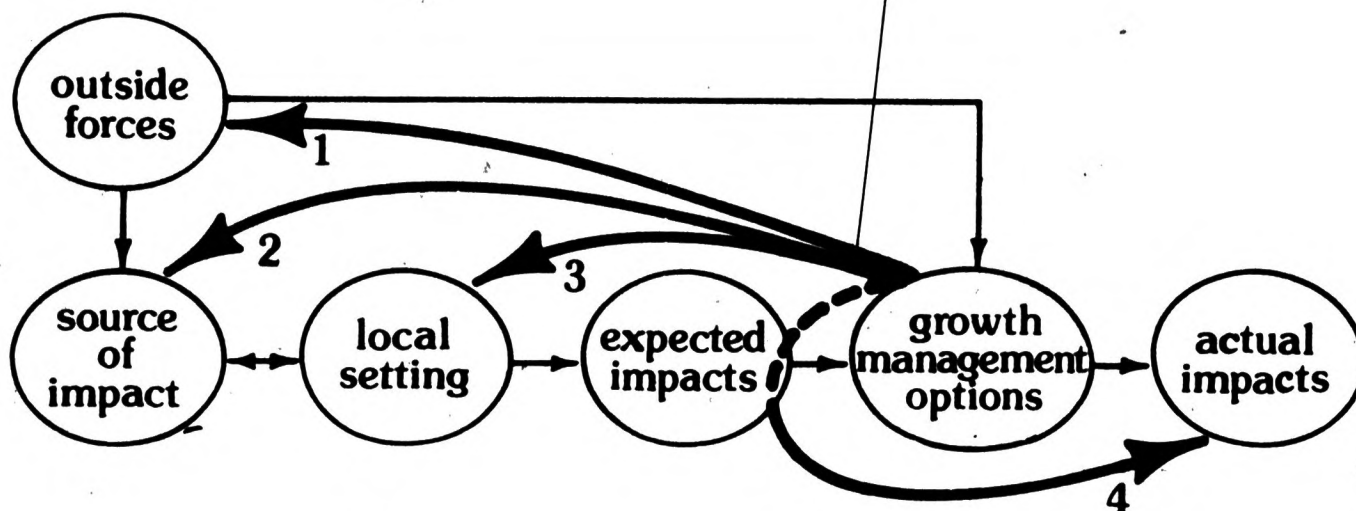 outside
forces
1
2
3
source
of
impact
local
setting
expected
impacts
growth
management
options
actual
impacts
4